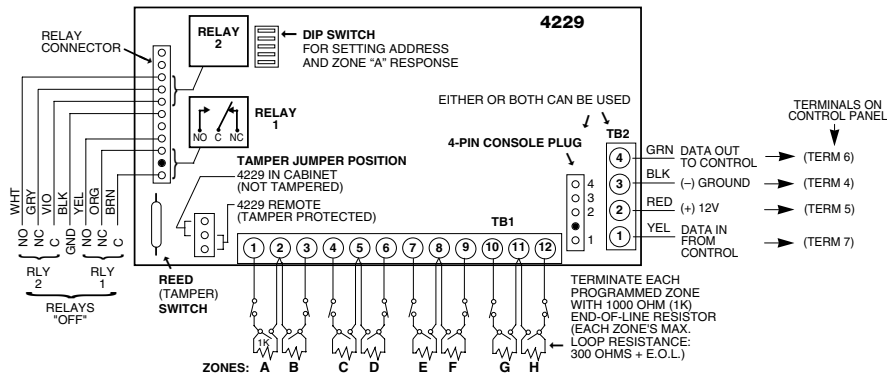 4229
RELAY
CONNECTOR
RELAY
2
DIP SWITCH
FOR SETTING ADDRESS
AND ZONE "A" RESPONSE
RELAY
1
NO C NC
EITHER OR BOTH CAN BE USED
4-PIN CONSOLE PLUG
4
3
2
1
TB2
4
3
2
1
GRN
DATA OUT
TO CONTROL
BLK
(–) GROUND
RED
(+) 12V
YEL
DATA IN
FROM
CONTROL
TERMINALS ON
CONTROL PANEL
(TERM 6)
(TERM 4)
(TERM 5)
(TERM 7)
TAMPER JUMPER POSITION
4229 IN CABINET
(NOT TAMPERED)
4229 REMOTE
(TAMPER PROTECTED)
TB1
1 2 3 4 5 6 7 8 9 10 11 12
WHT GRY VIO BLK YEL ORG BRN
NO NC C GND NO NC C
RLY
2
RLY
1
RELAYS
"OFF"
REED
(TAMPER)
SWITCH
1K
ZONES: A B C D E F G H
TERMINATE EACH
PROGRAMMED ZONE
WITH 1000 OHM (1K)
END-OF-LINE RESISTOR
(EACH ZONE'S MAX.
LOOP RESISTANCE:
300 OHMS + E.O.L.)